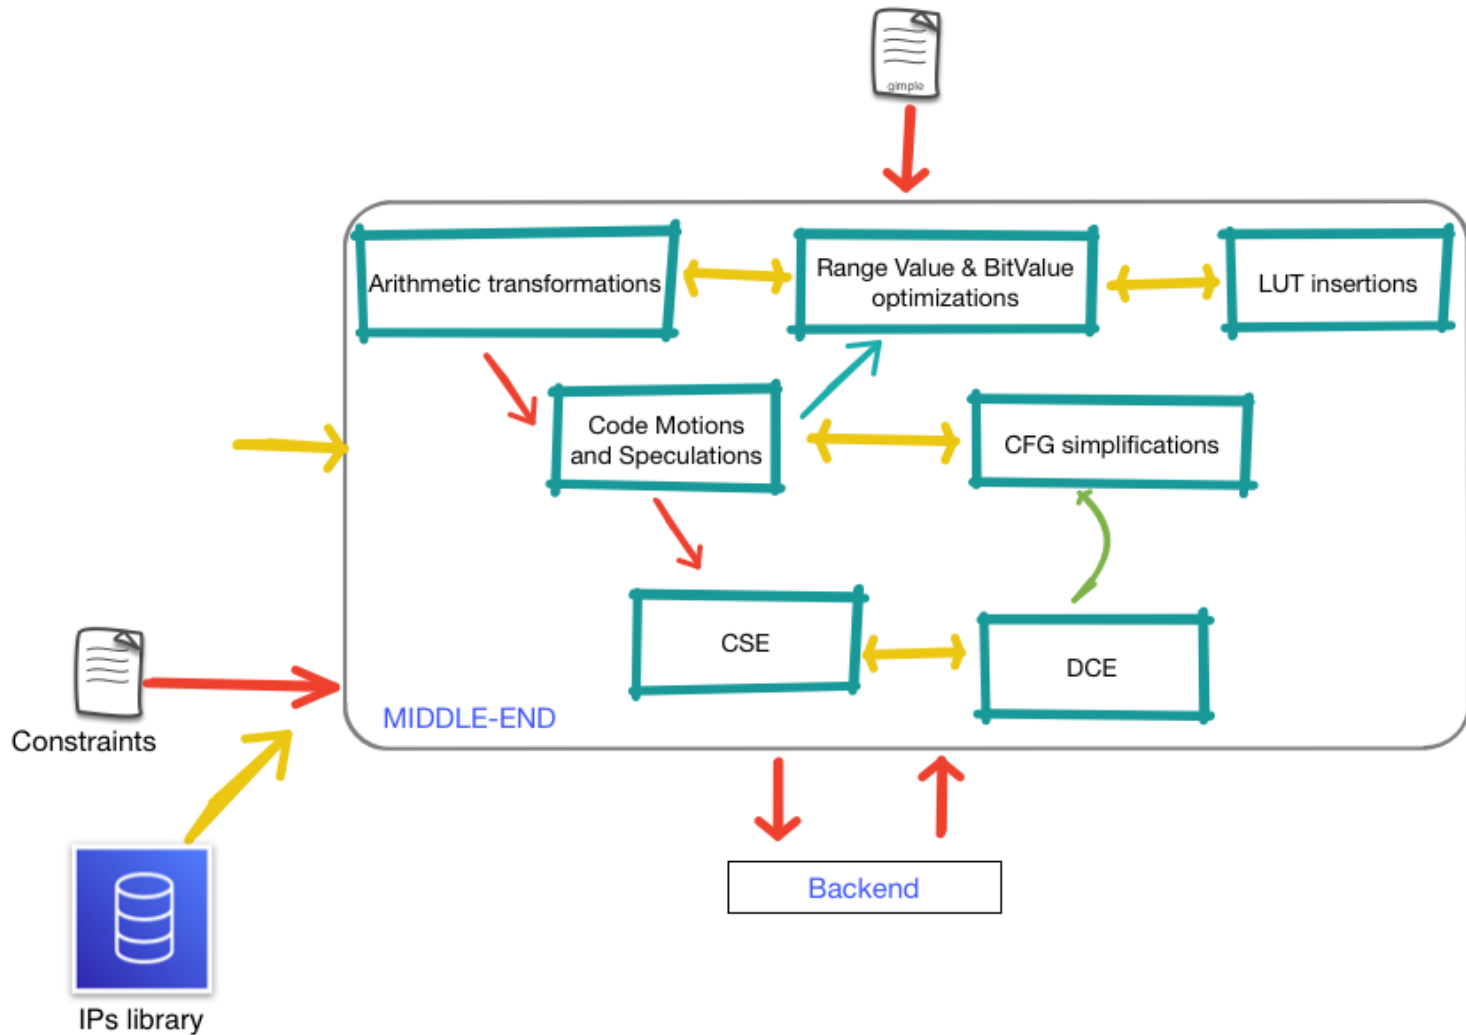 gimple
Arithmetic transformations
Range Value & BitValue
optimizations
LUT insertions
Code Motions
and Speculations
CFG simplifications
CSE
DCE
MIDDLE-END
Constraints
Backend
IPs library